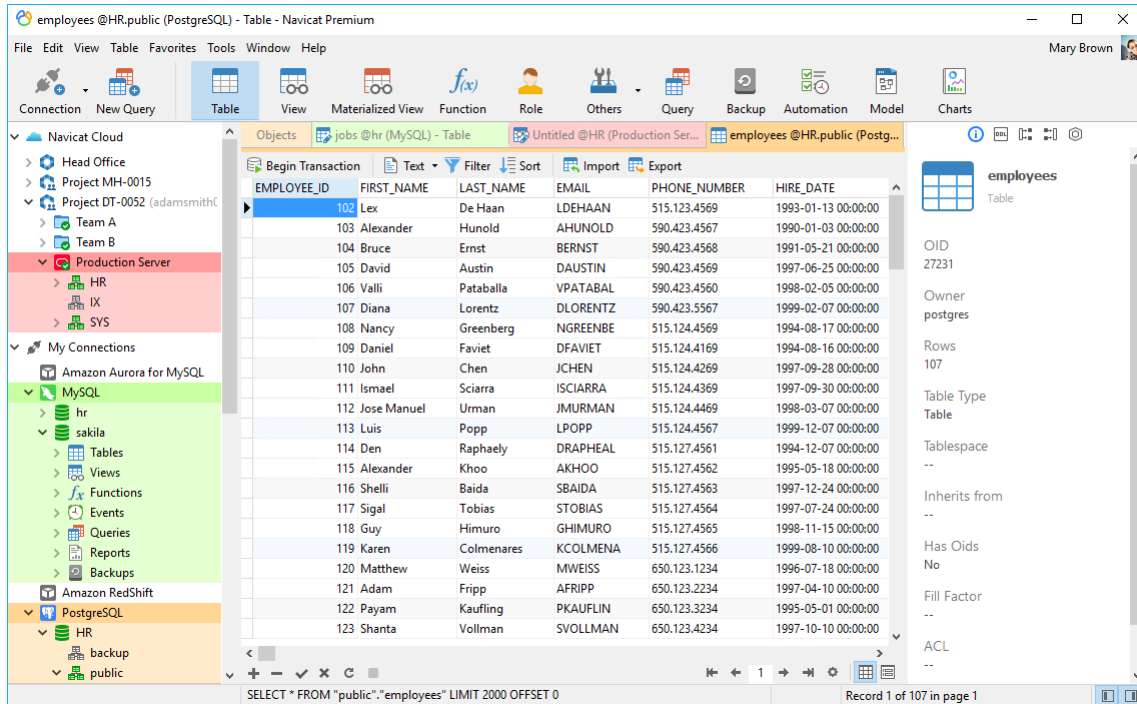 employees @HR.public (PostgreSQL) - Table - Navicat Premium
File Edit View Table Favorites Tools Window Help
Mary Brown
Connection New Query Table View Materialized View Function Role Others Query Backup Automation Model Charts
Navicat Cloud
Head Office
Project MH-0015
Project DT-0052 (adamsmith
Team A
Team B
Production Server
HR
IX
SYS
My Connections
Amazon Aurora for MySQL
MySQL
hr
sakila
Tables
Views
Functions
Events
Queries
Reports
Backups
Amazon RedShift
PostgreSQL
HR
backup
public
Objects jobs @hr (MySQL) - Table Untitled @HR (Production Ser... employees @HR.public (Postg...
Begin Transaction Text Filter Sort Import Export
EMPLOYEE_ID FIRST_NAME LAST_NAME EMAIL PHONE_NUMBER HIRE_DATE
102 Lex De Haan LDEHAAN 515.123.4569 1993-01-13 00:00:00
103 Alexander Hunold AHUNOLD 590.423.4567 1990-01-03 00:00:00
104 Bruce Ernst BERNST 590.423.4568 1991-05-21 00:00:00
105 David Austin DAUSTIN 590.423.4569 1997-06-25 00:00:00
106 Valli Pataballa VPATABAL 590.423.4560 1998-02-05 00:00:00
107 Diana Lorentz DLORENTZ 590.423.5567 1999-02-07 00:00:00
108 Nancy Greenberg NGREENBE 515.124.4569 1994-08-17 00:00:00
109 Daniel Faviet DFAVIET 515.124.4169 1994-08-16 00:00:00
110 John Chen JCHEN 515.124.4269 1997-09-28 00:00:00
111 Ismael Sciarra ISCIARRA 515.124.4369 1997-09-30 00:00:00
112 Jose Manuel Urman JMURMAN 515.124.4469 1998-03-07 00:00:00
113 Luis Popp LPOPP 515.124.4567 1999-12-07 00:00:00
114 Den Raphaely DRAPHEAL 515.127.4561 1994-12-07 00:00:00
115 Alexander Khoo AKHOO 515.127.4562 1995-05-18 00:00:00
116 Shelli Baida SBAIDA 515.127.4563 1997-12-24 00:00:00
117 Sigal Tobias STOBIAS 515.127.4564 1997-07-24 00:00:00
118 Guy Himuro GHIMURO 515.127.4565 1998-11-15 00:00:00
119 Karen Colmenares KCOLMENA 515.127.4566 1999-08-10 00:00:00
120 Matthew Weiss MWEISS 650.123.1234 1996-07-18 00:00:00
121 Adam Fripp AFRIPP 650.123.2234 1997-04-10 00:00:00
122 Payam Kaufling PKAUFLIN 650.123.3234 1995-05-01 00:00:00
123 Shanta Vollman SVOLLMAN 650.123.4234 1997-10-10 00:00:00
1
SELECT * FROM "public"."employees" LIMIT 2000 OFFSET 0
Record 1 of 107 in page 1
DDL
employees
Table
OID
27231
Owner
postgres
Rows
107
Table Type
Table
Tablespace
--
Inherits from
--
Has Oids
No
Fill Factor
--
ACL
--